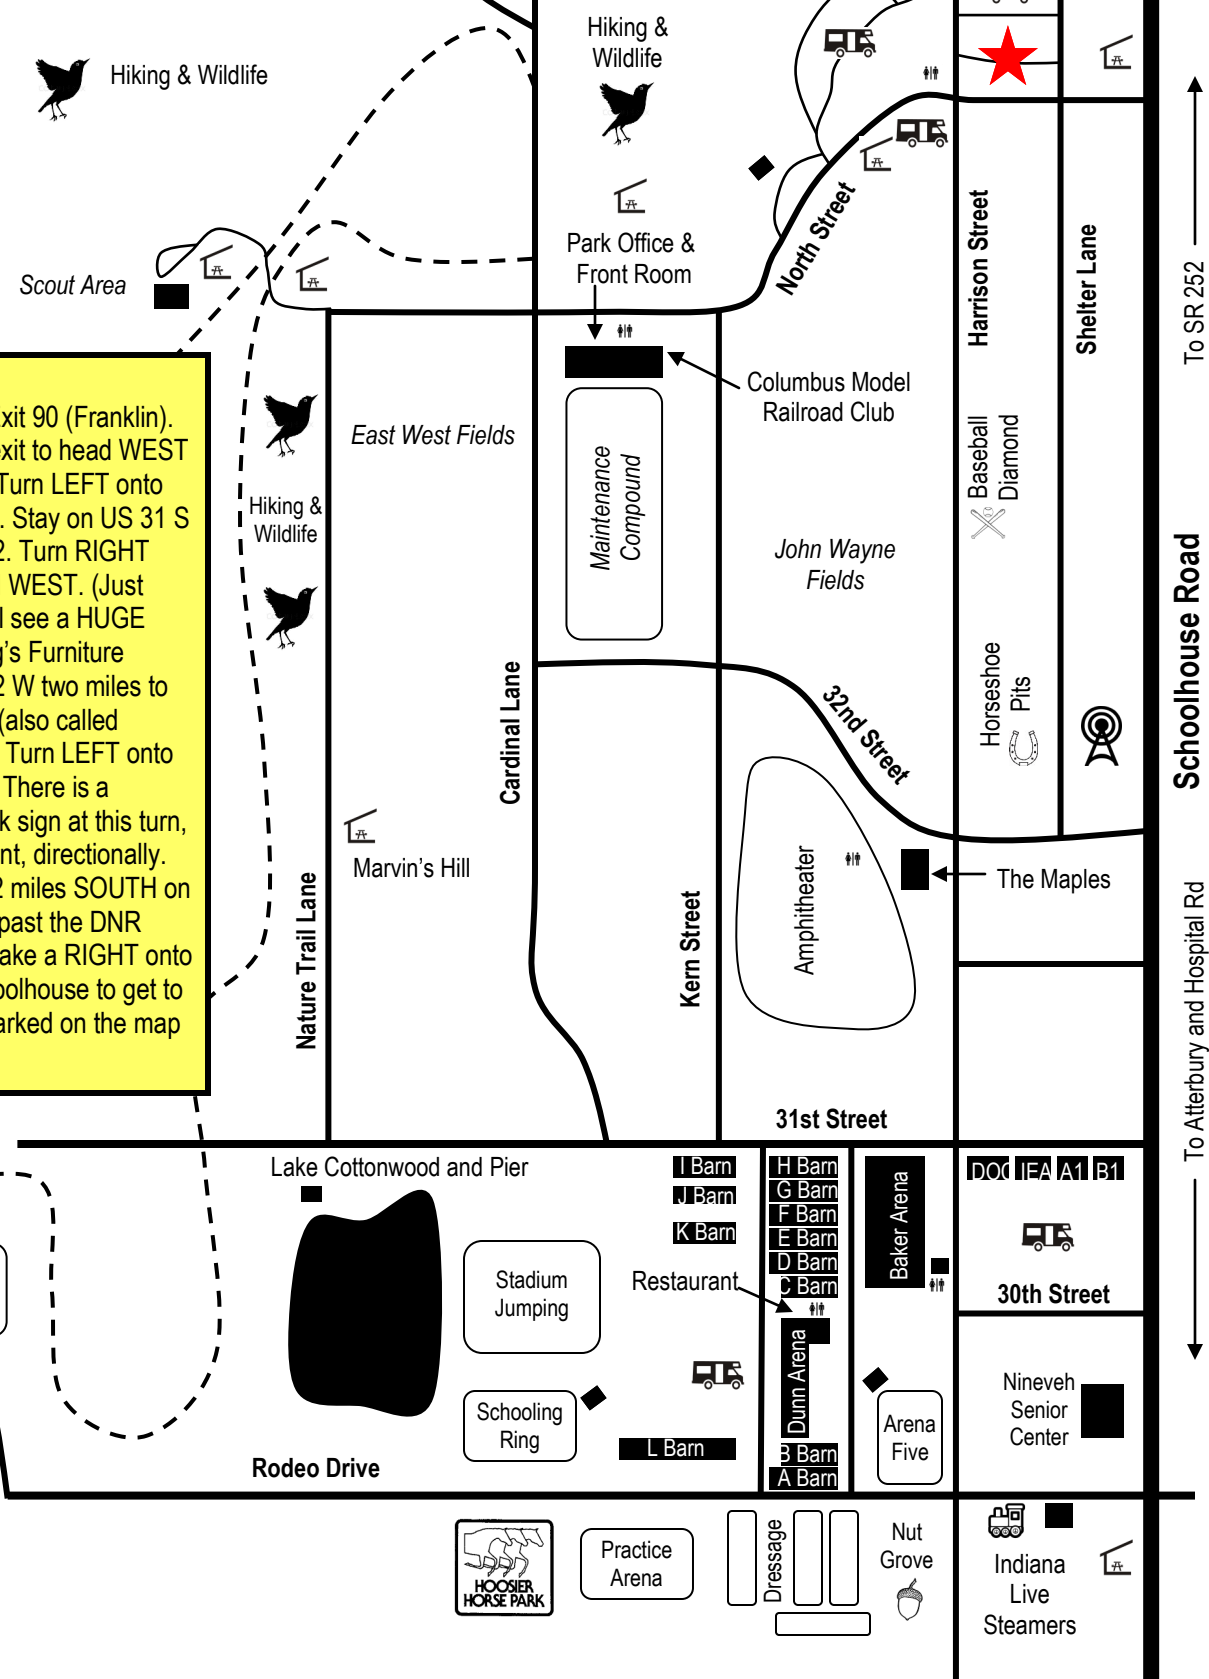 Hiking & Wildlife
Hiking &
Wildlife
Scout Area
Park Office &
Front Room
North Street
Harrison Street
Shelter Lane
To SR 252
Columbus Model
Railroad Club
East West Fields
Hiking &
Wildlife
Maintenance
Compound
John Wayne
Fields
Baseball
Diamond
Horseshoe
Pits
Schoolhouse Road
xit 90 (Franklin).
exit to head WEST
Turn LEFT onto
. Stay on US 31 S
2. Turn RIGHT
WEST. (Just
l see a HUGE
g's Furniture
2 W two miles to
(also called
Turn LEFT onto
There is a
k sign at this turn,
nt, directionally.
2 miles SOUTH on
past the DNR
ake a RIGHT onto
oolhouse to get to
arked on the map
Cardinal Lane
32nd Street
Marvin's Hill
Nature Trail Lane
Kern Street
Amphitheater
The Maples
To Atterbury and Hospital Rd
31st Street
Lake Cottonwood and Pier
I Barn
J Barn
K Barn
H Barn
G Barn
F Barn
E Barn
D Barn
C Barn
Baker Arena
DOC IEA A1 B1
30th Street
Stadium
Jumping
Restaurant
Dunn Arena
Schooling
Ring
L Barn
B Barn
A Barn
Arena
Five
Nineveh
Senior
Center
Rodeo Drive
HOOSIER
HORSE PARK
Practice
Arena
Dressage
Nut
Grove
Indiana
Live
Steamers